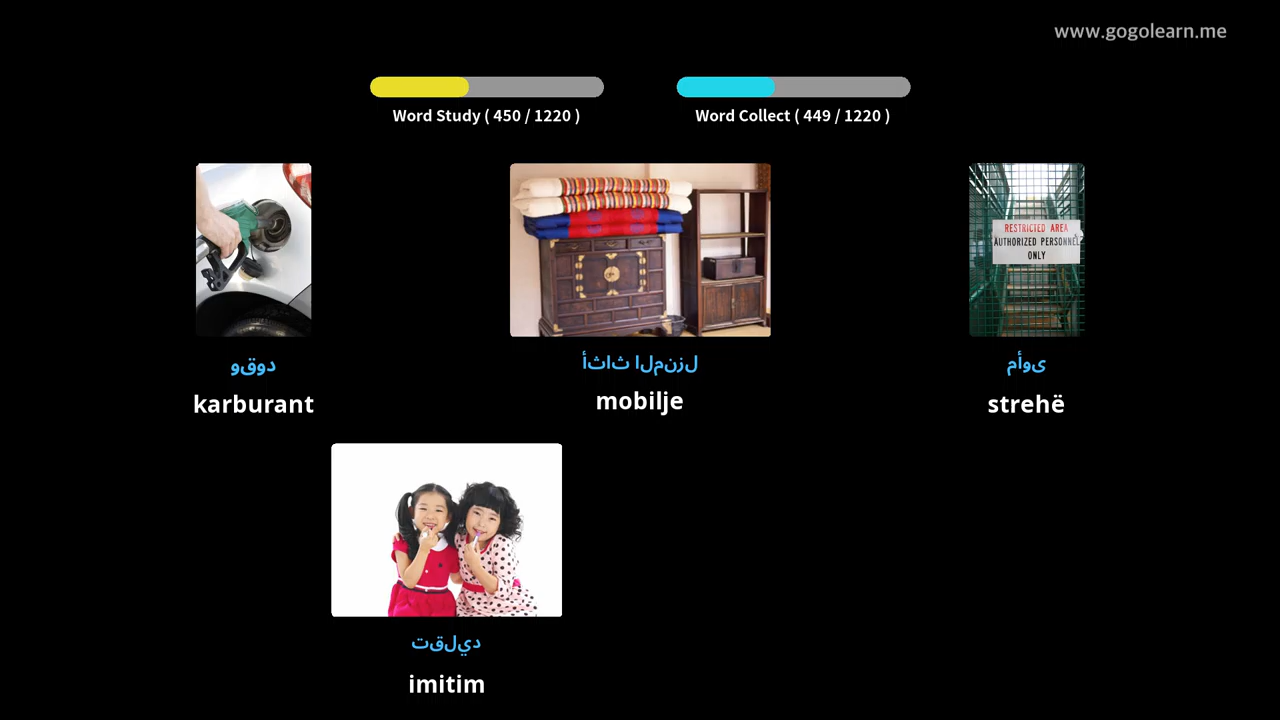 www.gogolearn.me
Word Study ( 450 / 1220 )
Word Collect ( 449 / 1220 )
وقود
أثاث المنزل
مأوى
karburant
mobilje
strehë
RESTRICTED AREA
AUTHORIZED PERSONNEL
ONLY
تقليد
imitim